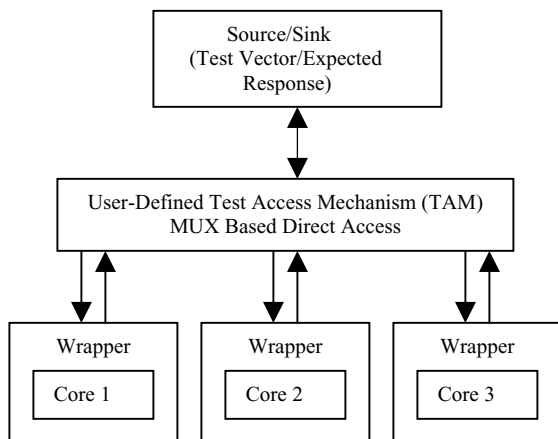 Source/Sink
(Test Vector/Expected
Response)
User-Defined Test Access Mechanism (TAM)
MUX Based Direct Access
Wrapper
Core 1
Wrapper
Core 2
Wrapper
Core 3